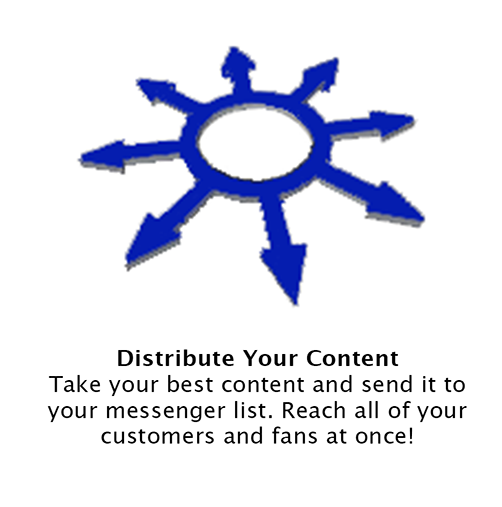 Distribute Your Content
Take your best content and send it to
your messenger list. Reach all of your
customers and fans at once!